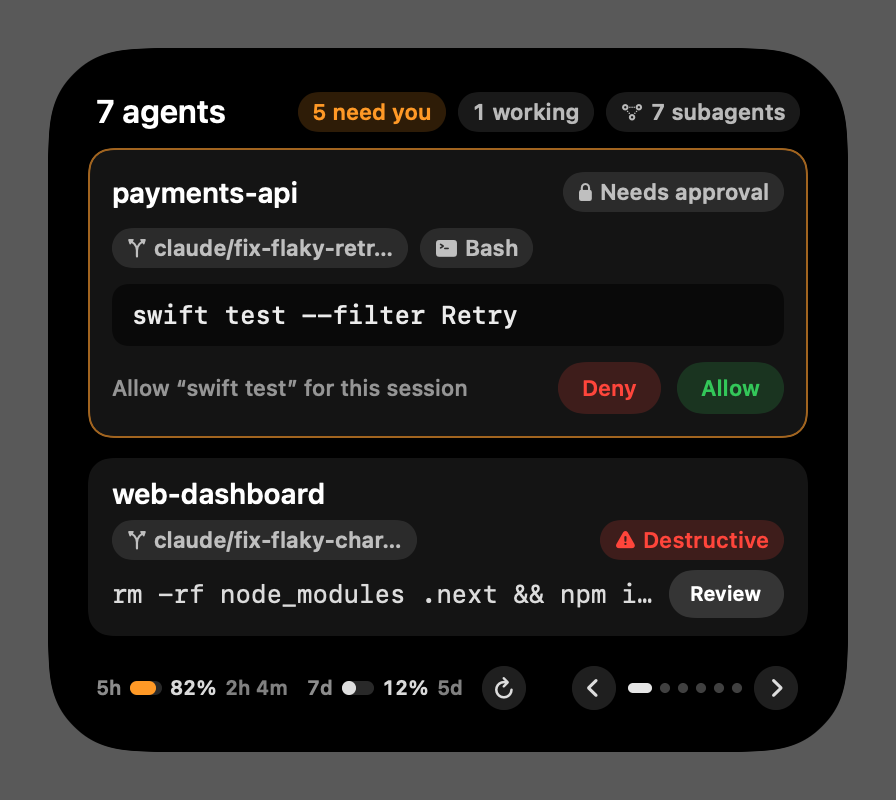 7 agents 5 need you 1 working 7 subagents
payments-api Needs approval
claude/fix-flaky-retr... Bash
swift test --filter Retry
Allow “swift test” for this session Deny Allow
web-dashboard
claude/fix-flaky-char... Destructive
rm -rf node_modules .next && npm i… Review
5h 82% 2h 4m 7d 12% 5d